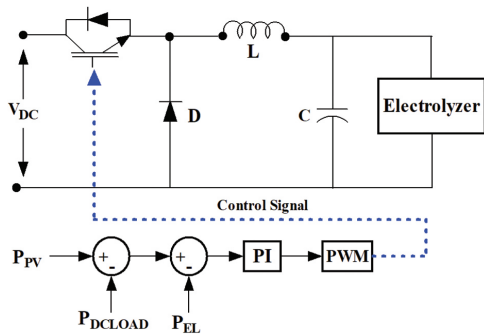 L
V_DC
D
C
Electrolyzer
Control Signal
P_PV
+
-
+
-
PI
PWM
P_DCLOAD
P_EL